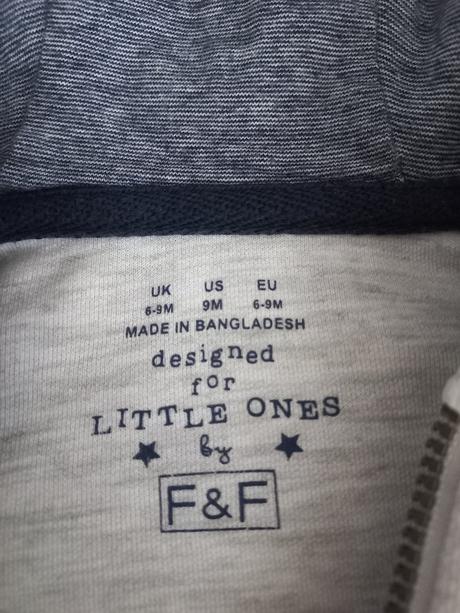 UK US EU
6-9M 9M 6-9M
MADE IN BANGLADESH
designed
for
LITTLE ONES
by
F&F